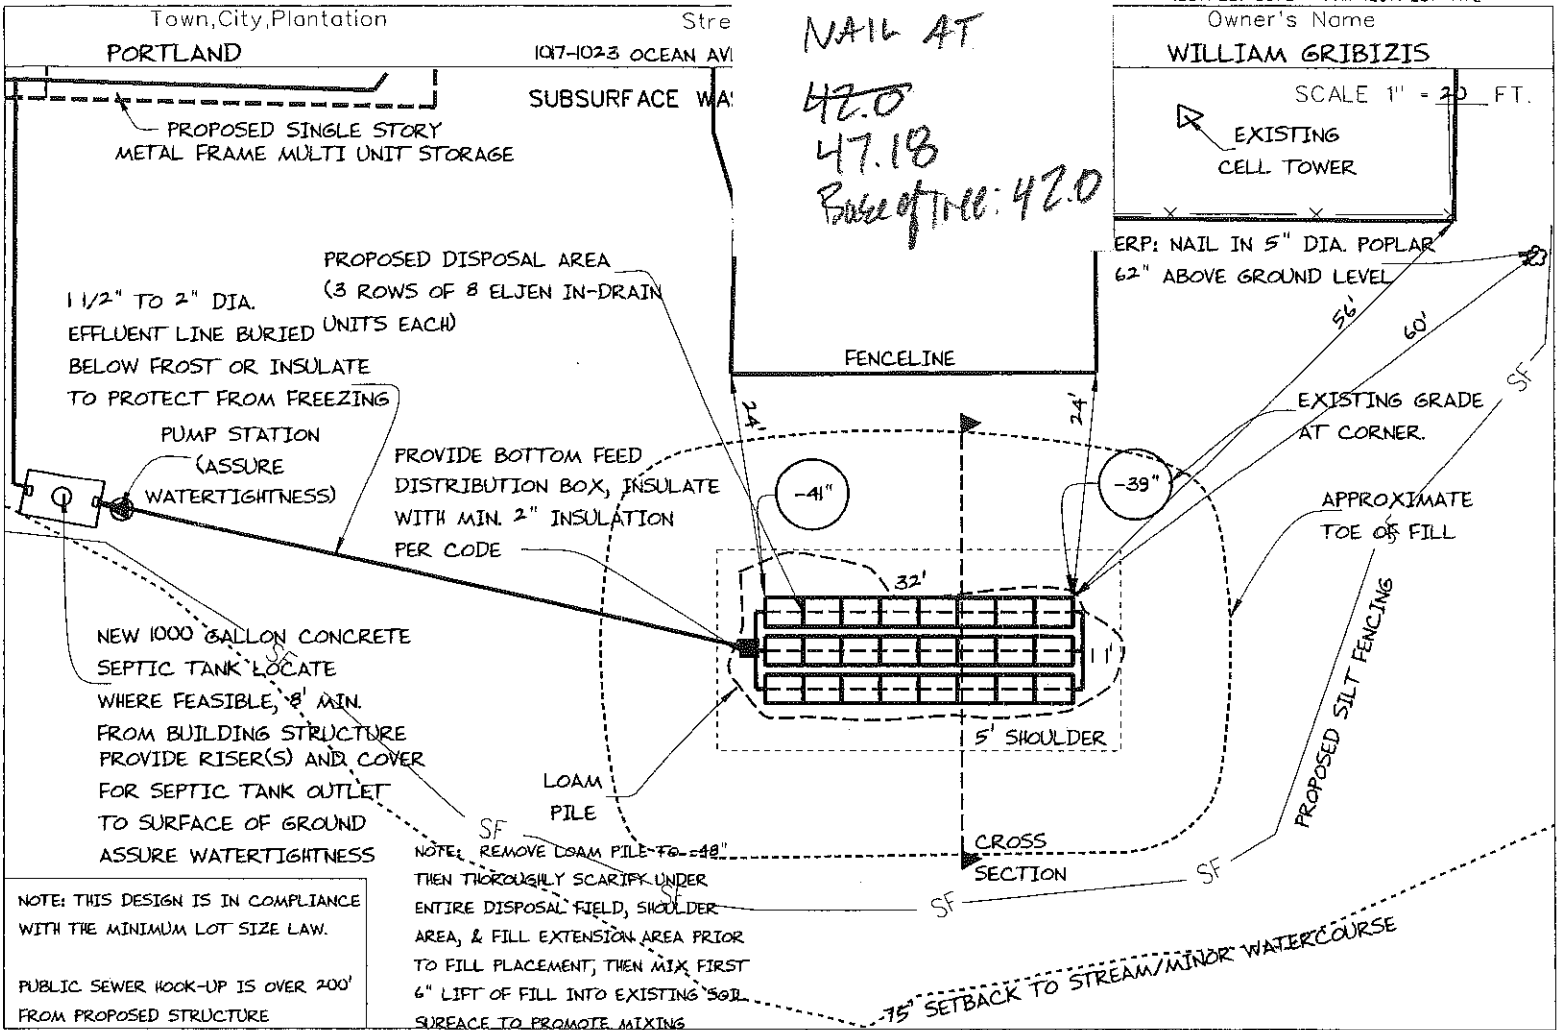 Town,City,Plantation
PORTLAND
Stre
1017-1023 OCEAN AV
SUBSURFACE WA
NAIL AT
42.0
47.18
Base of Tree: 42.0
Owner's Name
WILLIAM GRIBIZIS
SCALE 1" = 20 FT.
PROPOSED SINGLE STORY
METAL FRAME MULTI UNIT STORAGE
EXISTING
CELL TOWER
ERP: NAIL IN 5" DIA. POPLAR
62" ABOVE GROUND LEVEL
PROPOSED DISPOSAL AREA
(3 ROWS OF 8 ELJEN IN-DRAIN
UNITS EACH)
1 1/2" TO 2" DIA.
EFFLUENT LINE BURIED
BELOW FROST OR INSULATE
TO PROTECT FROM FREEZING
56'
60'
FENCELINE
SF
24'
24'
EXISTING GRADE
AT CORNER.
PUMP STATION
(ASSURE
WATERTIGHTNESS)
PROVIDE BOTTOM FEED
DISTRIBUTION BOX, INSULATE
WITH MIN. 2" INSULATION
PER CODE
-41"
-39"
APPROXIMATE
TOE OF FILL
SF
32'
11'
5' SHOULDER
PROPOSED SILT FENCING
NEW 1000 GALLON CONCRETE
SEPTIC TANK LOCATE
WHERE FEASIBLE, 8' MIN.
FROM BUILDING STRUCTURE
PROVIDE RISER(S) AND COVER
FOR SEPTIC TANK OUTLET
TO SURFACE OF GROUND
ASSURE WATERTIGHTNESS
SF
LOAM
PILE
SF
CROSS
SECTION
NOTE: REMOVE LOAM PILE TO -48"
THEN THOROUGHLY SCARIFY UNDER
ENTIRE DISPOSAL FIELD, SHOULDER
AREA, & FILL EXTENSION AREA PRIOR
TO FILL PLACEMENT, THEN MIX FIRST
6" LIFT OF FILL INTO EXISTING SOIL
SURFACE TO PROMOTE MIXING
SF
SF
SF
NOTE: THIS DESIGN IS IN COMPLIANCE
WITH THE MINIMUM LOT SIZE LAW.
PUBLIC SEWER HOOK-UP IS OVER 200'
FROM PROPOSED STRUCTURE
75' SETBACK TO STREAM/MINOR WATERCOURSE